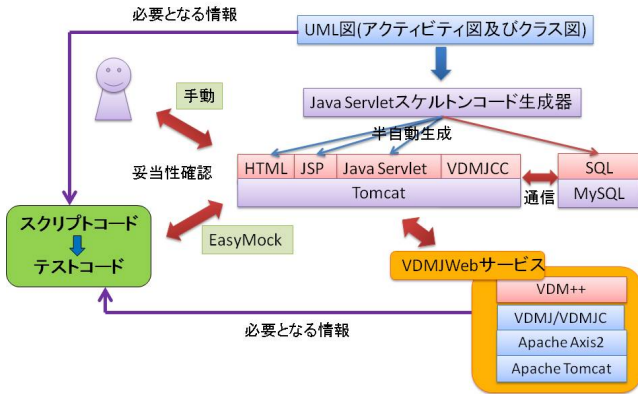 必要となる情報
UML図(アクティビティ図及びクラス図)
手動
Java Servletスケルトンコード生成器
半自動生成
妥当性確認
HTML
JSP
Java Servlet
VDMJCC
SQL
Tomcat
通信
MySQL
スクリプトコード
テストコード
EasyMock
VDMJWebサービス
VDM++
VDMJ/VDMJC
Apache Axis2
Apache Tomcat
必要となる情報